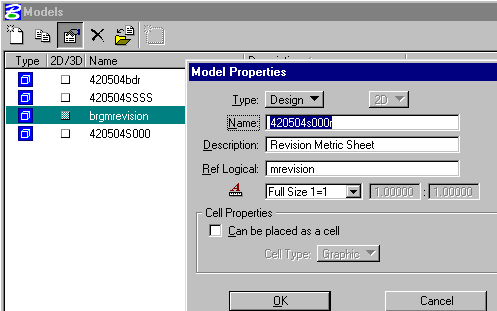 Models
Type 2D/3D Name
420504bdr
420504SSSS
brgmrevision
420504S000
Model Properties
Type: Design 2D
Name: 420504s000r
Description: Revision Metric Sheet
Ref Logical: mrevision
Full Size 1=1 1.00000 : 1.00000
Cell Properties
Can be placed as a cell
Cell Type: Graphic
OK Cancel